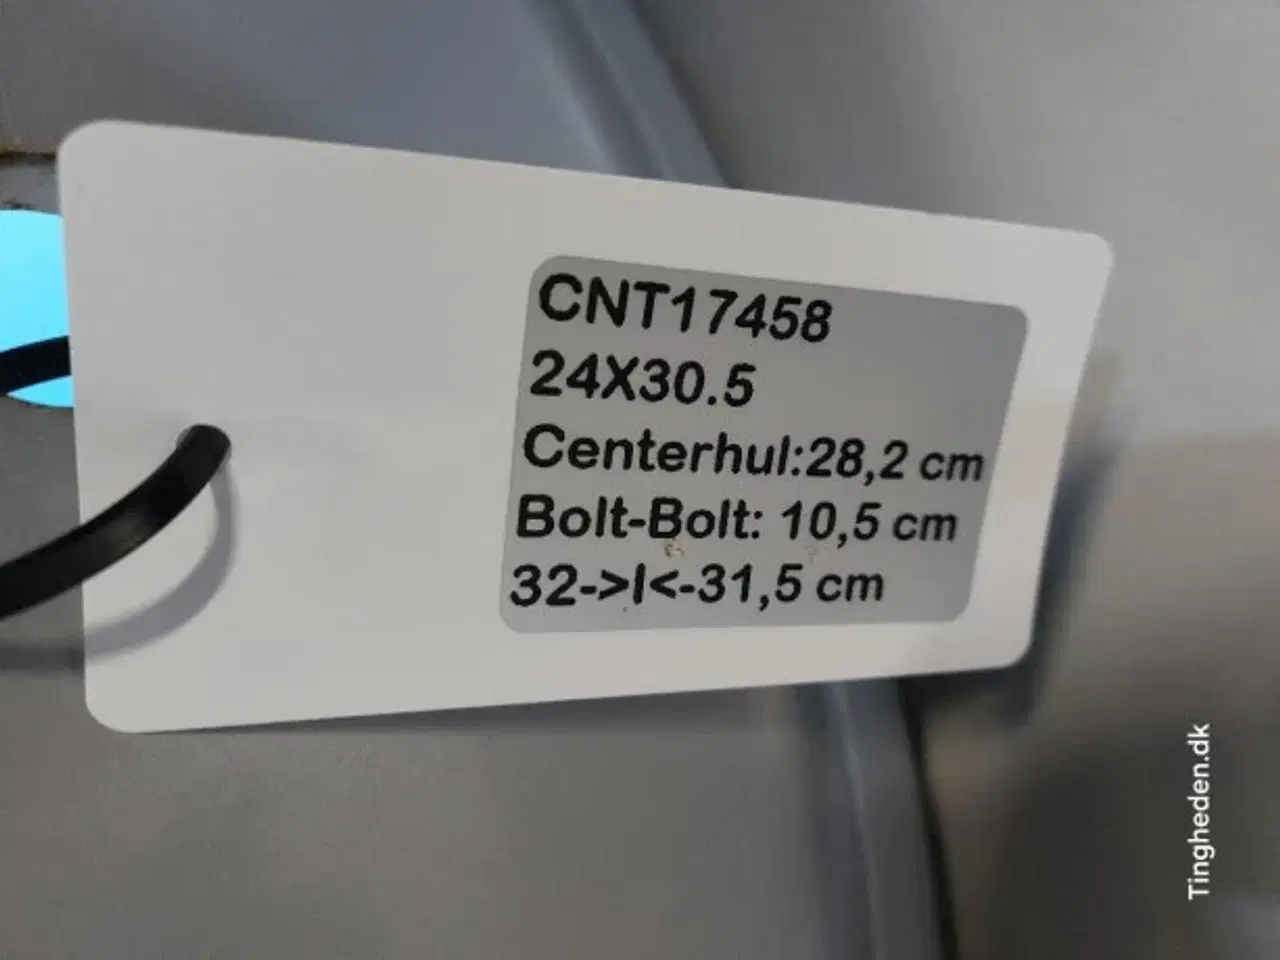 CNT17458
24X30.5
Centerhul:28,2 cm
Bolt-Bolt: 10,5 cm
32->I<-31,5 cm
Tingheden.dk